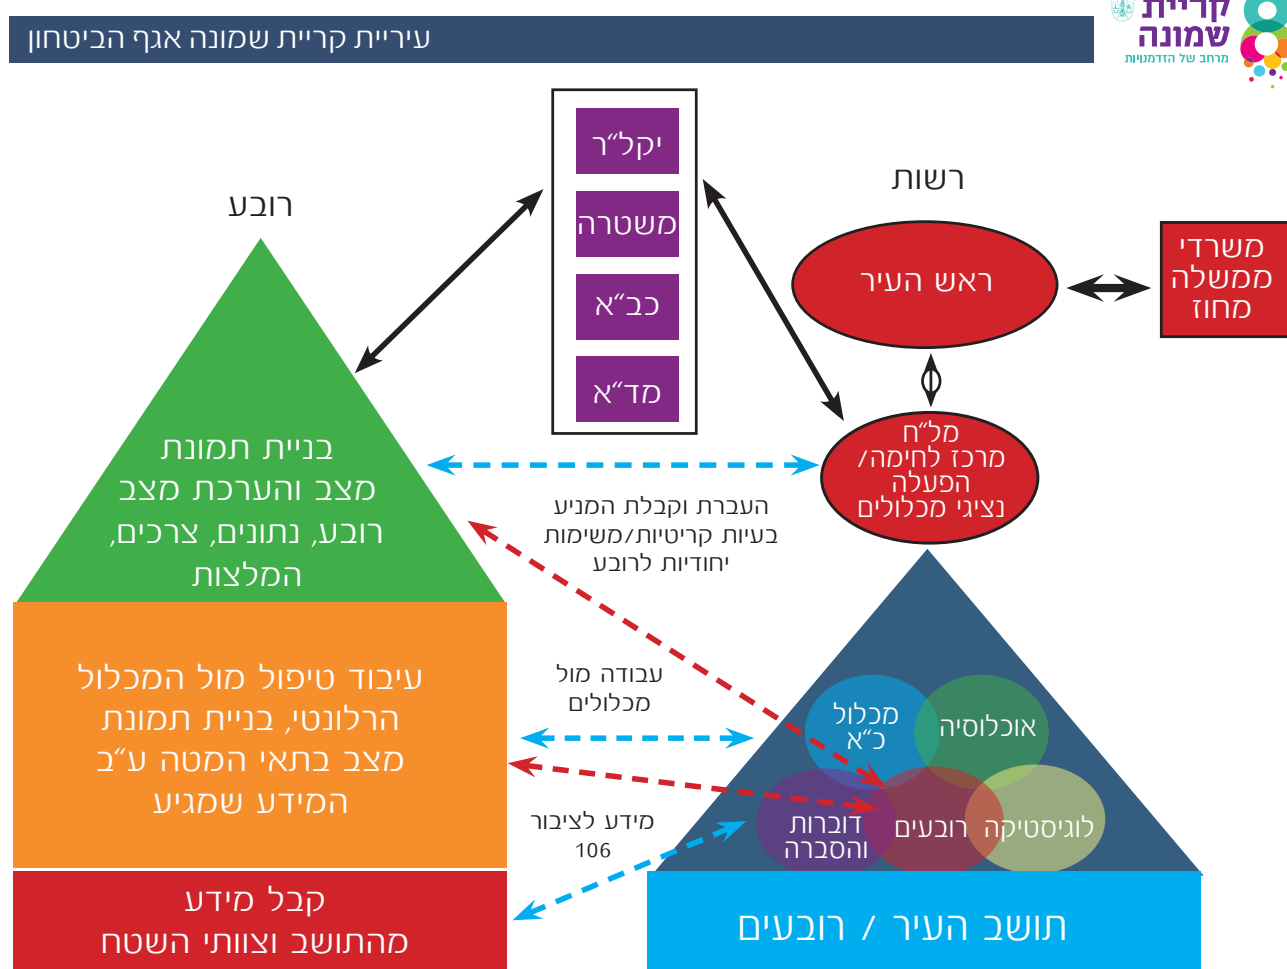 קריית
שמונה
מרחב של הזדמנויות
עיריית קריית שמונה אגף הביטחון
רשות
משרדי
ממשלה
מחוז
ראש העיר
מל״ח
מרכז לחימה/
הפעלה
נציגי מכלולים
יקל״ר
משטרה
כב״א
מד״א
רובע
בניית תמונת
מצב והערכת מצב
רובע, נתונים, צרכים,
המלצות
העברת וקבלת המניע
בעיות קריטיות/משימות
יחודיות לרובע
עיבוד טיפול מול המכלול
הרלונטי, בניית תמונת
מצב בתאי המטה ע״ב
המידע שמגיע
עבודה מול
מכלולים
אוכלוסיה
מכלול
כ״א
לוגיסטיקה
רובעים
דוברות
והסברה
מידע לציבור
106
קבל מידע
מהתושב וצוותי השטח
תושב העיר / רובעים